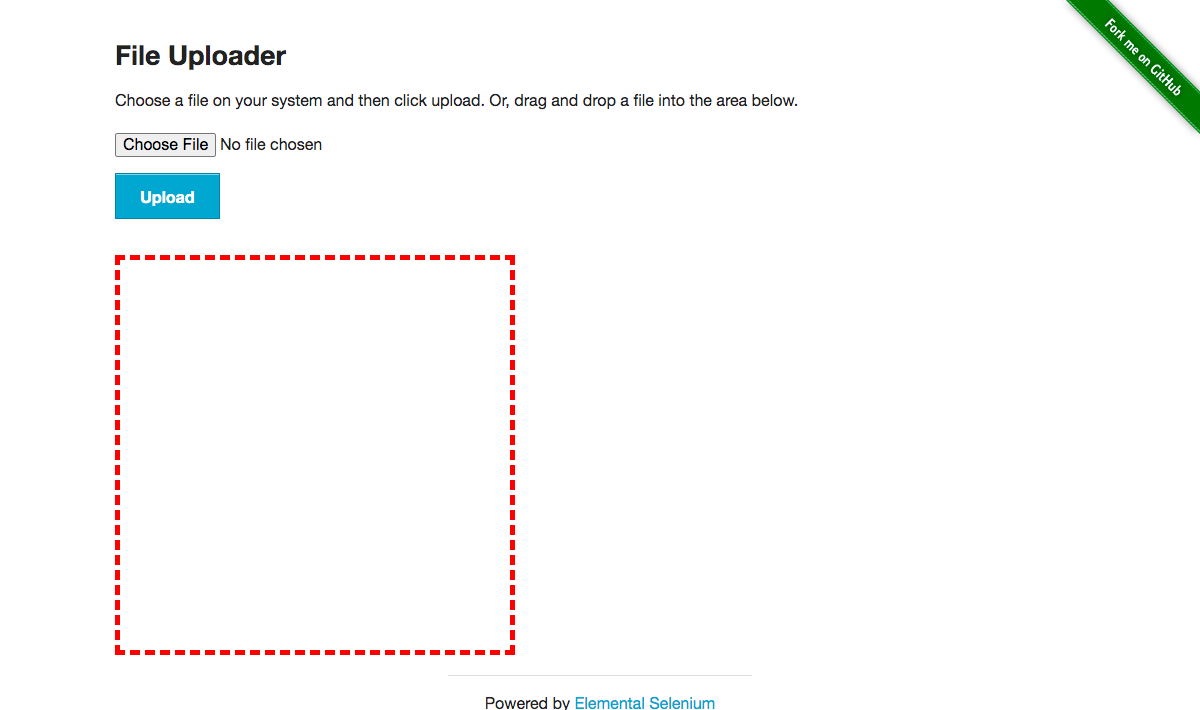 Fork me on GitHub
File Uploader
Choose a file on your system and then click upload. Or, drag and drop a file into the area below.
Choose File No file chosen
Upload
Powered by Elemental Selenium